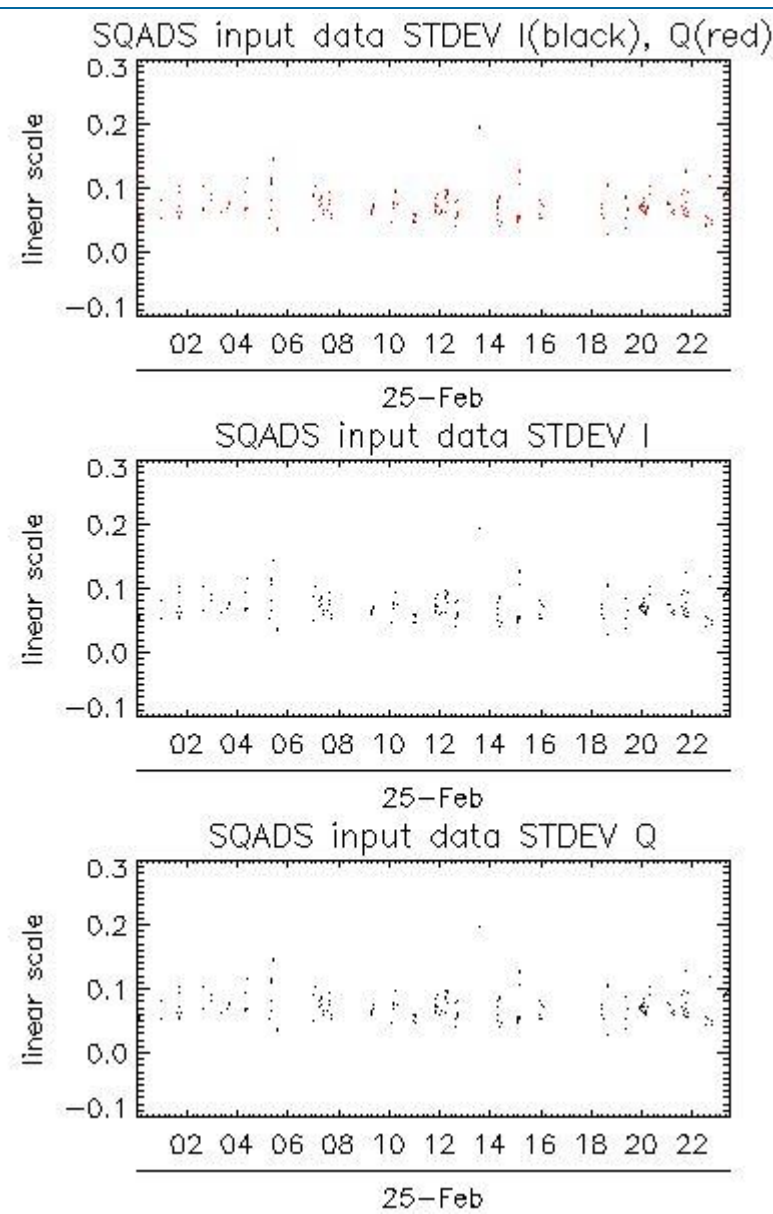 SQADS input data STDEV I(black), Q(red)
0.3
0.2
0.1
0.0
-0.1
linear scale
02 04 06 08 10 12 14 16 18 20 22
25-Feb
SQADS input data STDEV I
0.3
0.2
0.1
0.0
-0.1
linear scale
02 04 06 08 10 12 14 16 18 20 22
25-Feb
SQADS input data STDEV Q
0.3
0.2
0.1
0.0
-0.1
linear scale
02 04 06 08 10 12 14 16 18 20 22
25-Feb